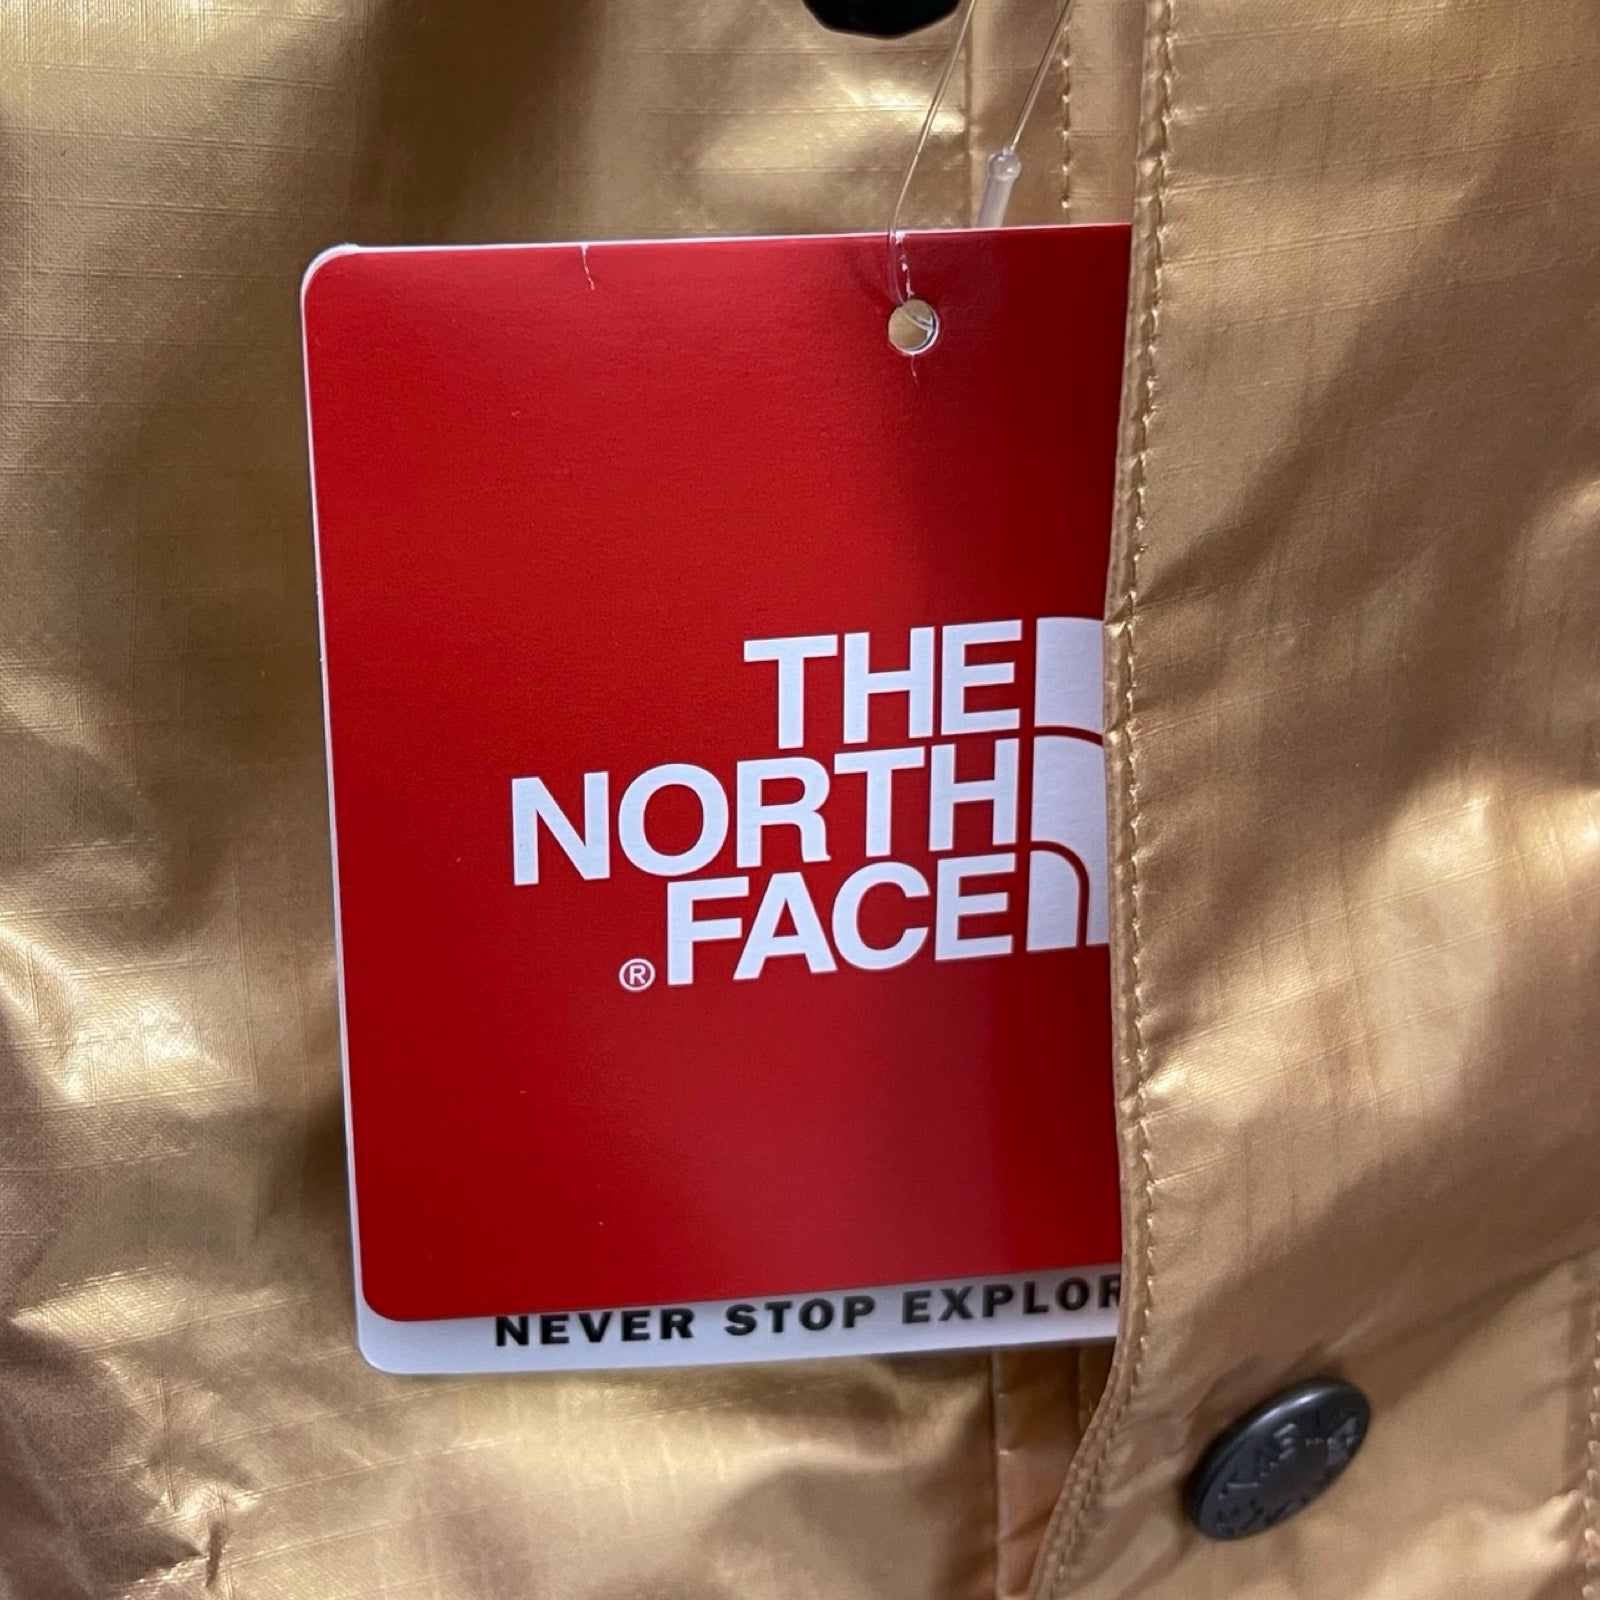 THE
NORTH
® FACE
NEVER STOP EXPLOR